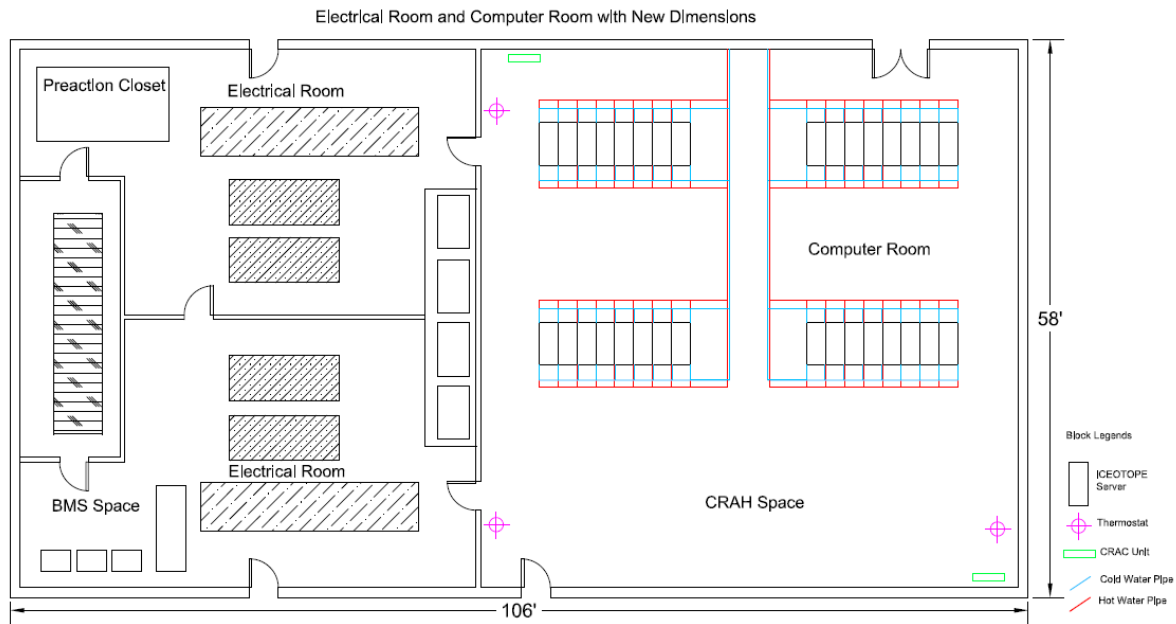 Electrical Room and Computer Room with New Dimensions
Preaction Closet
Electrical Room
Computer Room
58'
Electrical Room
BMS Space
CRAH Space
106'
Block Legends
ICEOTOPE
Server
Thermostat
CRAC Unit
Cold Water Pipe
Hot Water Pipe